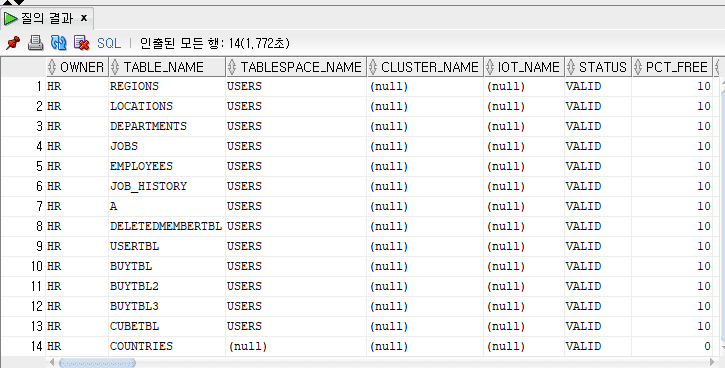 질의 결과 x
SQL | 인출된 모든 행: 14(1,772초)
OWNER TABLE_NAME TABLESPACE_NAME CLUSTER_NAME IOT_NAME STATUS PCT_FREE
1 HR REGIONS USERS (null) (null) VALID 10
2 HR LOCATIONS USERS (null) (null) VALID 10
3 HR DEPARTMENTS USERS (null) (null) VALID 10
4 HR JOBS USERS (null) (null) VALID 10
5 HR EMPLOYEES USERS (null) (null) VALID 10
6 HR JOB_HISTORY USERS (null) (null) VALID 10
7 HR A USERS (null) (null) VALID 10
8 HR DELETEDMEMBERTBL USERS (null) (null) VALID 10
9 HR USERTBL USERS (null) (null) VALID 10
10 HR BUYTBL USERS (null) (null) VALID 10
11 HR BUYTBL2 USERS (null) (null) VALID 10
12 HR BUYTBL3 USERS (null) (null) VALID 10
13 HR CUBETBL USERS (null) (null) VALID 10
14 HR COUNTRIES (null) (null) (null) VALID 0